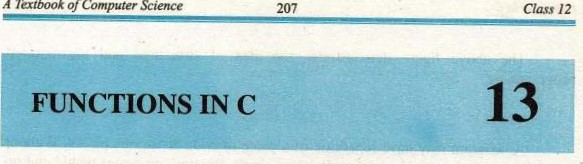 A Textbook of Computer Science 207 Class 12
FUNCTIONS IN C 13